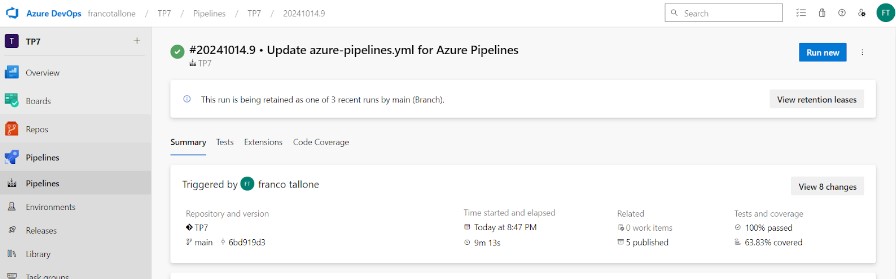 Azure DevOps francotallone / TP7 / Pipelines / TP7 / 20241014.9 Search FT
T TP7 +
#20241014.9 • Update azure-pipelines.yml for Azure Pipelines Run new
TP7
Overview
Boards
This run is being retained as one of 3 recent runs by main (Branch). View retention leases
Repos
Summary Tests Extensions Code Coverage
Pipelines
Pipelines
Triggered by FT franco tallone View 8 changes
Environments
Repository and version Time started and elapsed Related Tests and coverage
TP7 Today at 8:47 PM 0 work items 100% passed
Releases
main 6bd919d3 9m 13s 5 published 63.83% covered
Library
Task groups